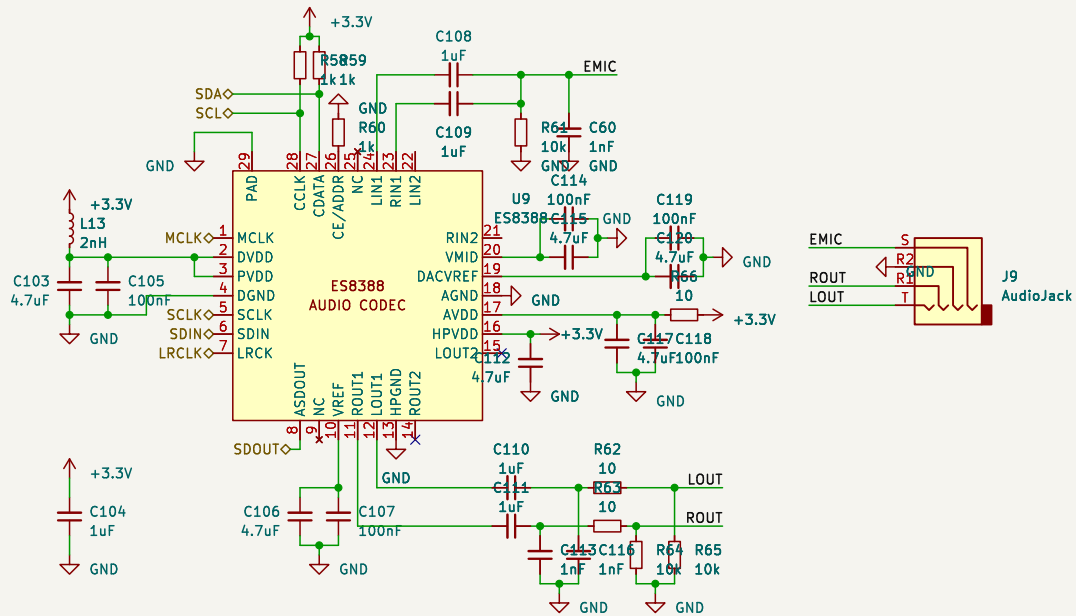 +3.3V
R58
R59
1k
1k
SDA
SCL
GND
R60
1k
C108
1uF
C109
1uF
EMIC
R61
10k
GND
C60
1nF
GND
GND
29
28
27
26
25
24
23
22
PAD
CCLK
CDATA
CE/ADDR
NC
LIN1
RIN1
LIN2
U9
ES8388
ES8388
AUDIO CODEC
+3.3V
L13
2nH
C103
4.7uF
C105
100nF
GND
MCLK
1
MCLK
2
DVDD
3
PVDD
4
DGND
SCLK
5
SCLK
SDIN
6
SDIN
LRCLK
7
LRCK
RIN2
21
VMID
20
DACVREF
19
AGND
18
GND
AVDD
17
HPVDD
16
LOUT2
15
C114
100nF
C115
4.7uF
GND
C119
100nF
C120
4.7uF
GND
R66
10
+3.3V
+3.3V
C112
4.7uF
GND
C117
4.7uF
C118
100nF
GND
ASDOUT
NC
VREF
ROUT1
LOUT1
HPGND
ROUT2
8
9
10
11
12
13
14
SDOUT
GND
+3.3V
C104
1uF
GND
C106
4.7uF
C107
100nF
GND
C110
1uF
C111
1uF
R62
10
R63
10
LOUT
ROUT
C113
1nF
C116
1nF
GND
R64
10k
R65
10k
GND
EMIC
S
R2
GND
ROUT
R1
LOUT
T
J9
AudioJack